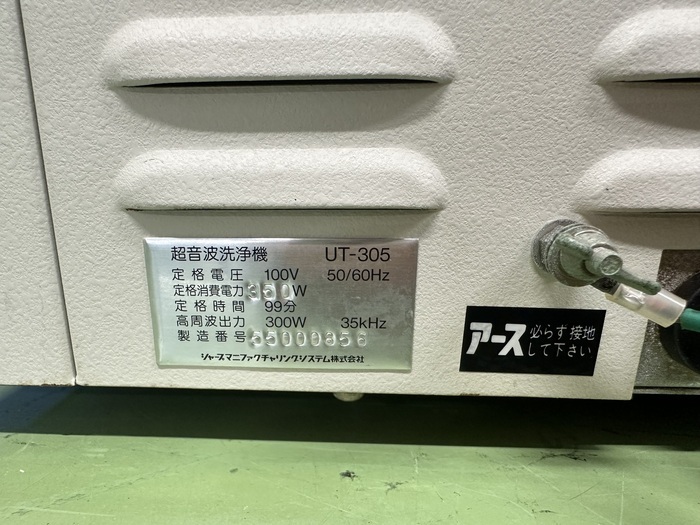 超音波洗浄機 UT-305
定格電圧 100V 50/60Hz
定格消費電力 350W
定格時間 99分
高周波出力 300W 35kHz
製造番号 55000856
シャープマニファクチャリングシステム株式会社
アース 必らず接地
して下さい